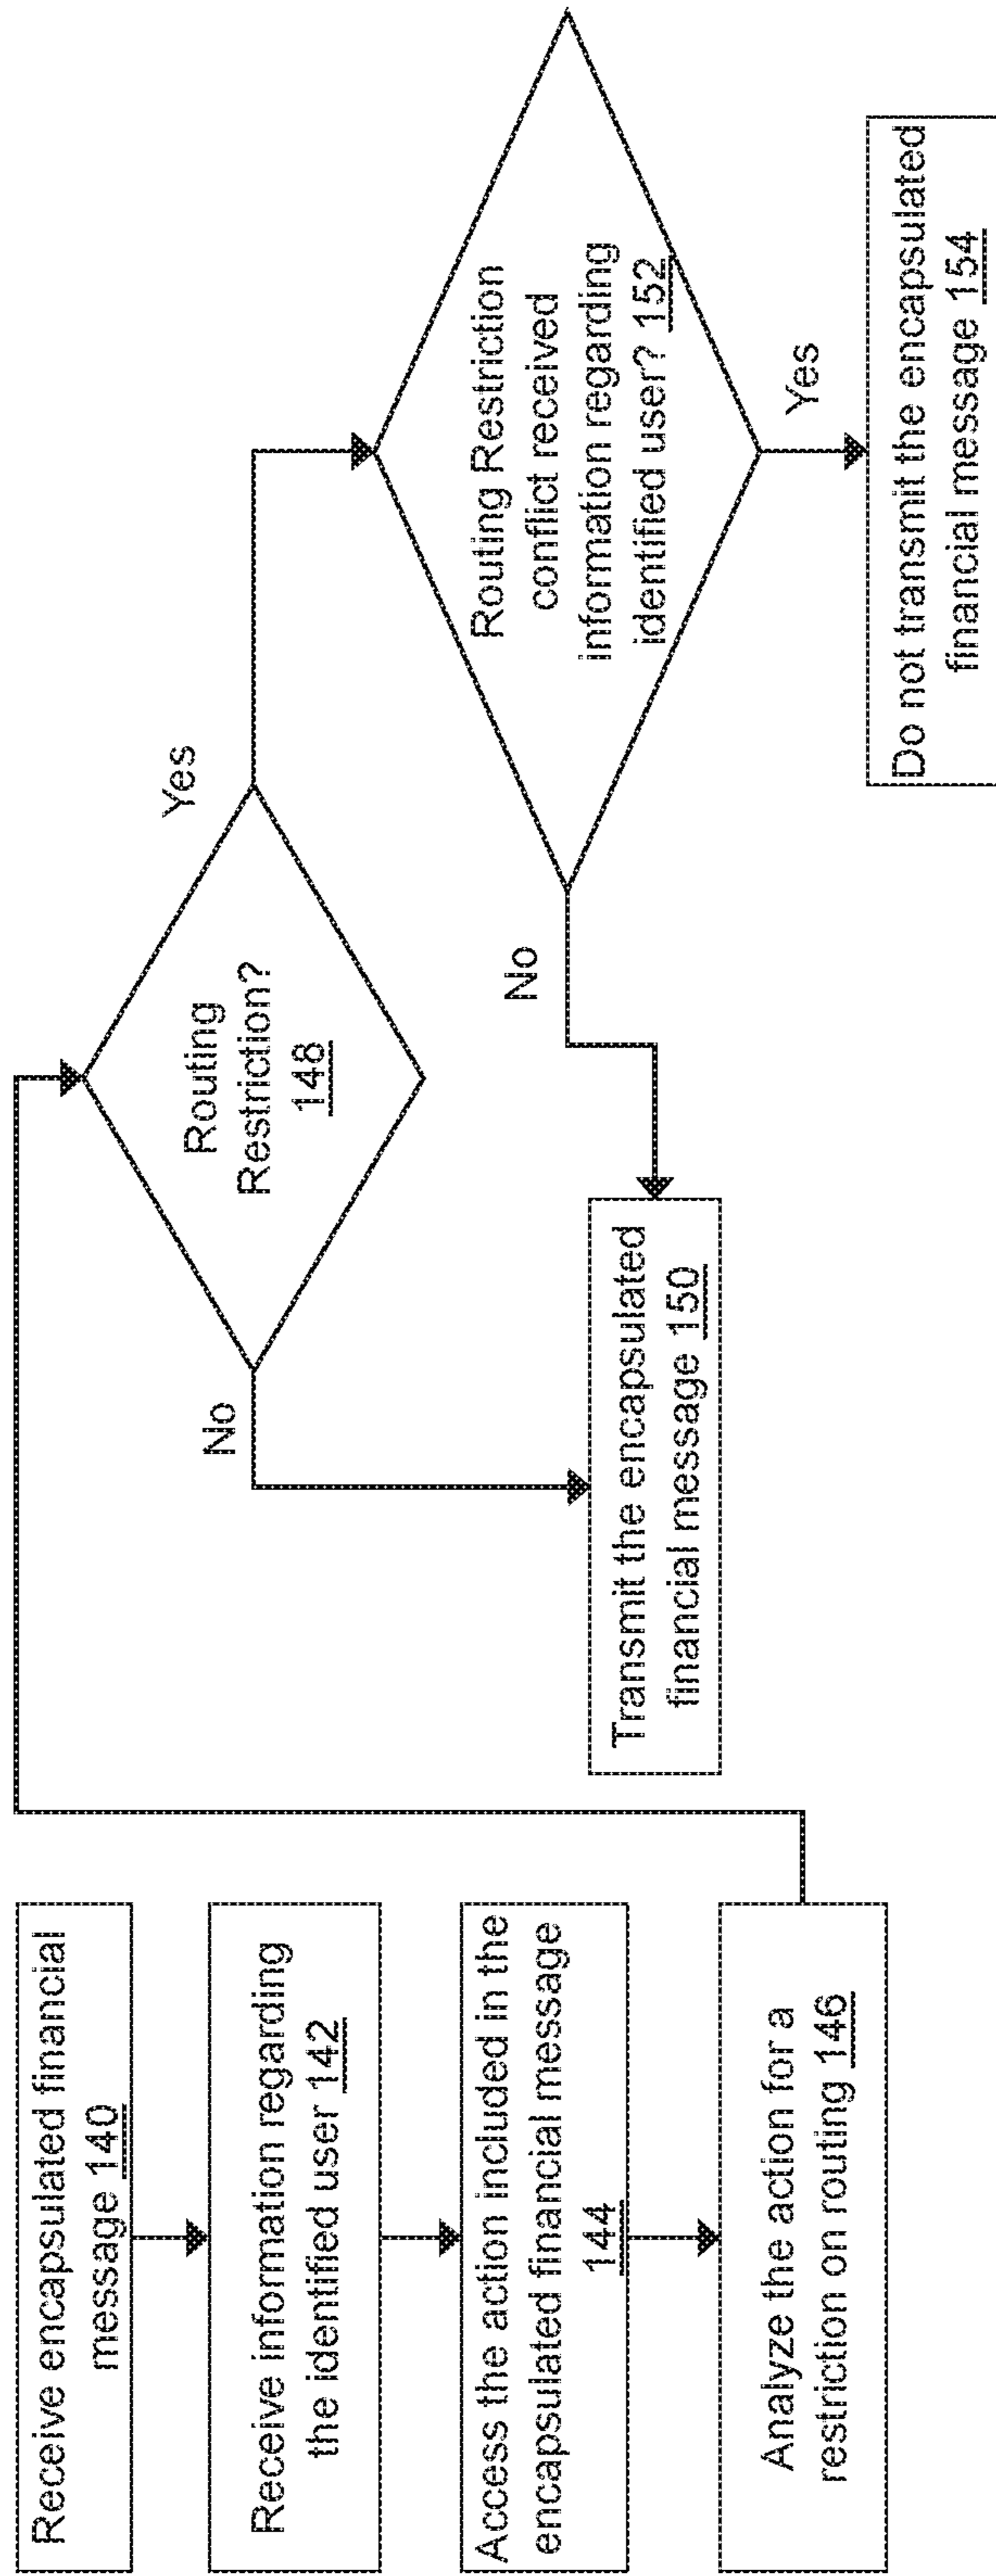 Receive encapsulated financial
message 140
Receive information regarding
the identified user 142
Access the action included in the
encapsulated financial message
144
Analyze the action for a
restriction on routing 146
Routing
Restriction?
148
No
Yes
Transmit the encapsulated
financial message 150
Routing Restriction
conflict received
information regarding
identified user? 152
No
Yes
Do not transmit the encapsulated
financial message 154